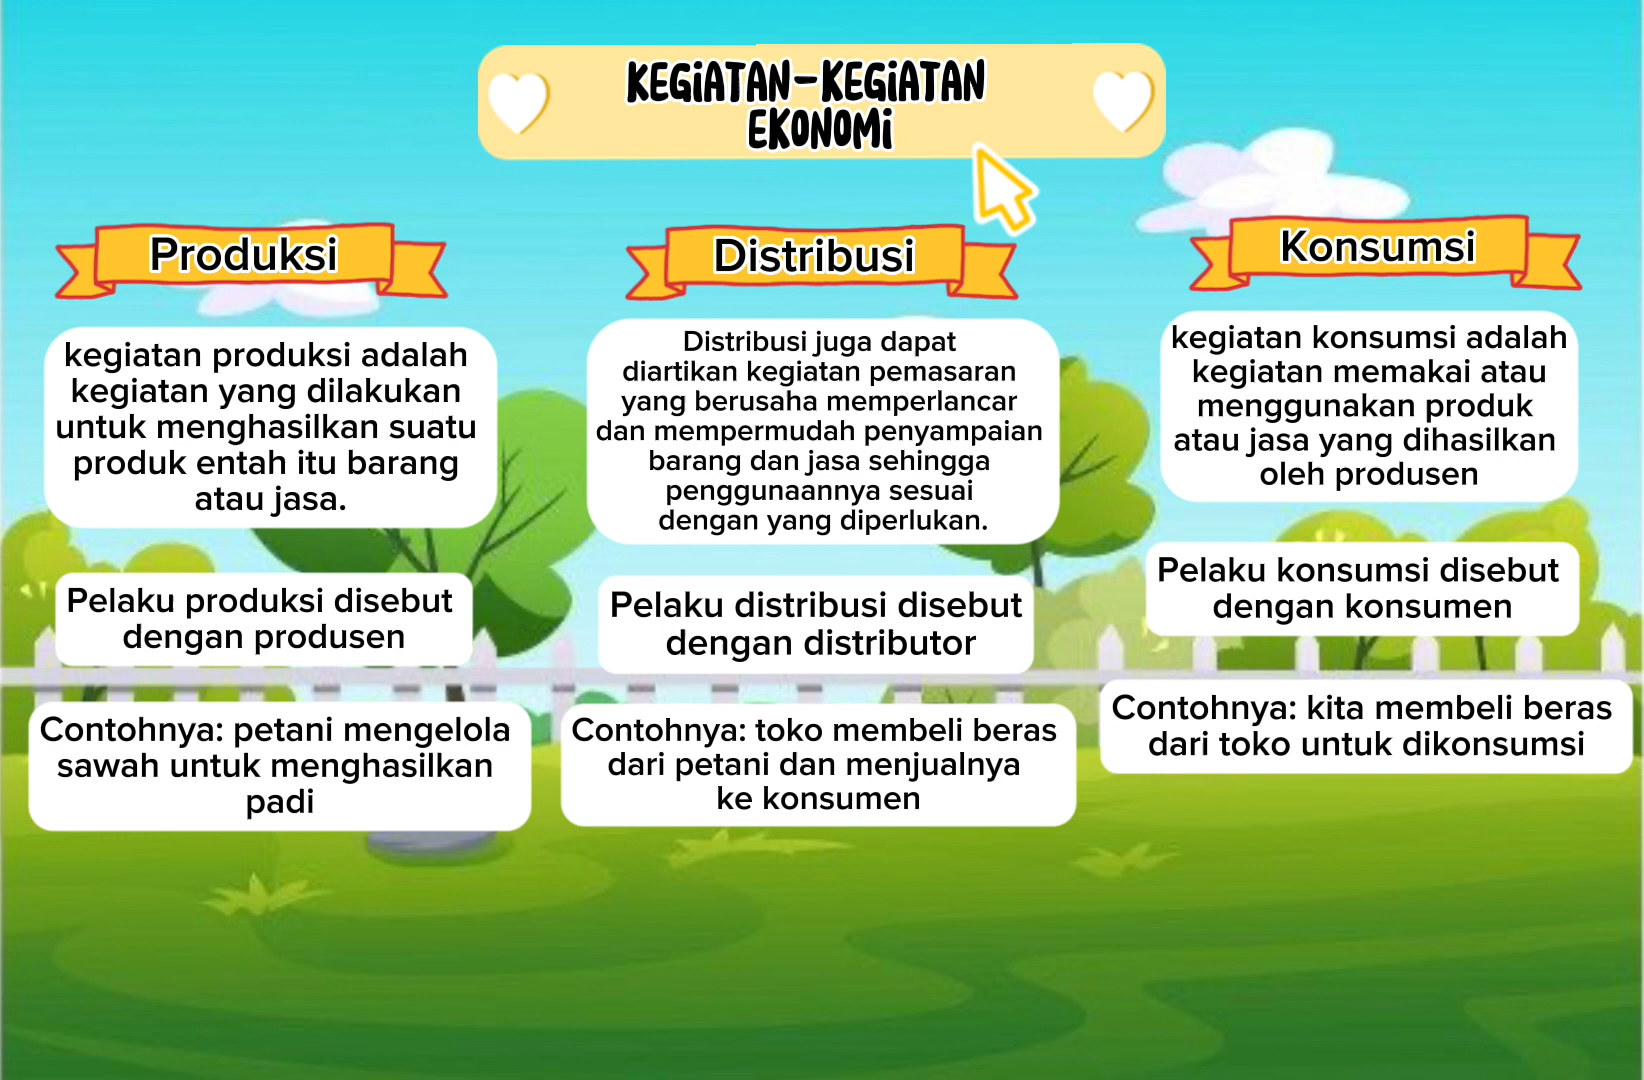 KEGiATAN-KEGiATAN
EKONOMi
Produksi
kegiatan produksi adalah
kegiatan yang dilakukan
untuk menghasilkan suatu
produk entah itu barang
atau jasa.
Pelaku produksi disebut
dengan produsen
Contohnya: petani mengelola
sawah untuk menghasilkan
padi
Distribusi
Distribusi juga dapat
diartikan kegiatan pemasaran
yang berusaha memperlancar
dan mempermudah penyampaian
barang dan jasa sehingga
penggunaannya sesuai
dengan yang diperlukan.
Pelaku distribusi disebut
dengan distributor
Contohnya: toko membeli beras
dari petani dan menjualnya
ke konsumen
Konsumsi
kegiatan konsumsi adalah
kegiatan memakai atau
menggunakan produk
atau jasa yang dihasilkan
oleh produsen
Pelaku konsumsi disebut
dengan konsumen
Contohnya: kita membeli beras
dari toko untuk dikonsumsi